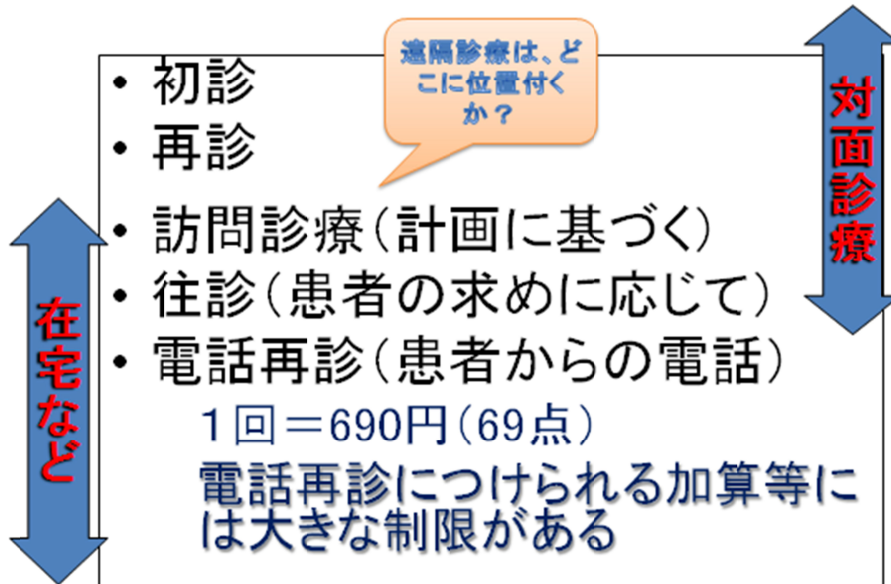 遠隔診療は、ど
こに位置付く
か？
対面診療
• 初診
• 再診
• 訪問診療（計画に基づく）
• 往診（患者の求めに応じて）
• 電話再診（患者からの電話）
在宅など
１回＝690円（69点）
電話再診につけられる加算等に
は大きな制限がある